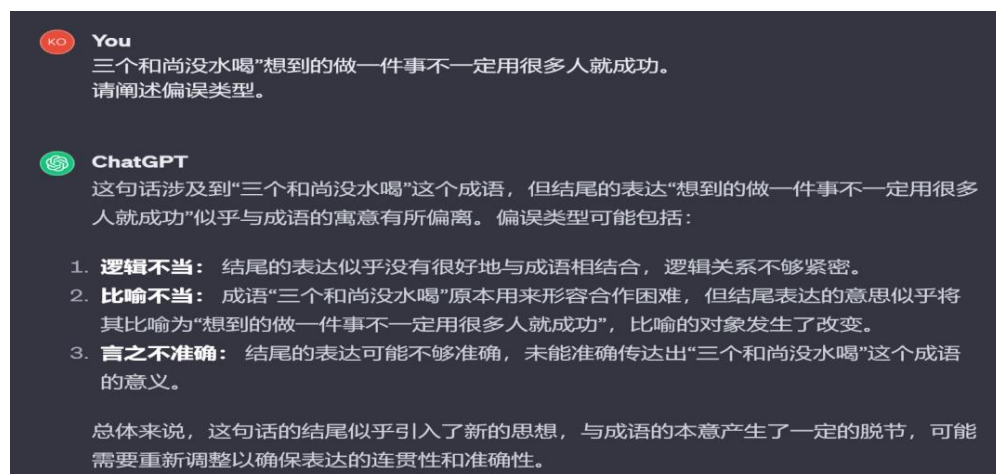 KO
You
三个和尚没水喝”想到的做一件事不一定用很多人就成功。
请阐述偏误类型。
ChatGPT
这句话涉及到“三个和尚没水喝”这个成语，但结尾的表达“想到的做一件事不一定用很多
人就成功”似乎与成语的寓意有所偏离。偏误类型可能包括：
1. 逻辑不当： 结尾的表达似乎没有很好地与成语相结合，逻辑关系不够紧密。
2. 比喻不当： 成语“三个和尚没水喝”原本用来形容合作困难，但结尾表达的意思似乎将
其比喻为“想到的做一件事不一定用很多人就成功”，比喻的对象发生了改变。
3. 言之不准确： 结尾的表达可能不够准确，未能准确传达出“三个和尚没水喝”这个成语
的意义。
总体来说，这句话的结尾似乎引入了新的思想，与成语的本意产生了一定的脱节，可能
需要重新调整以确保表达的连贯性和准确性。